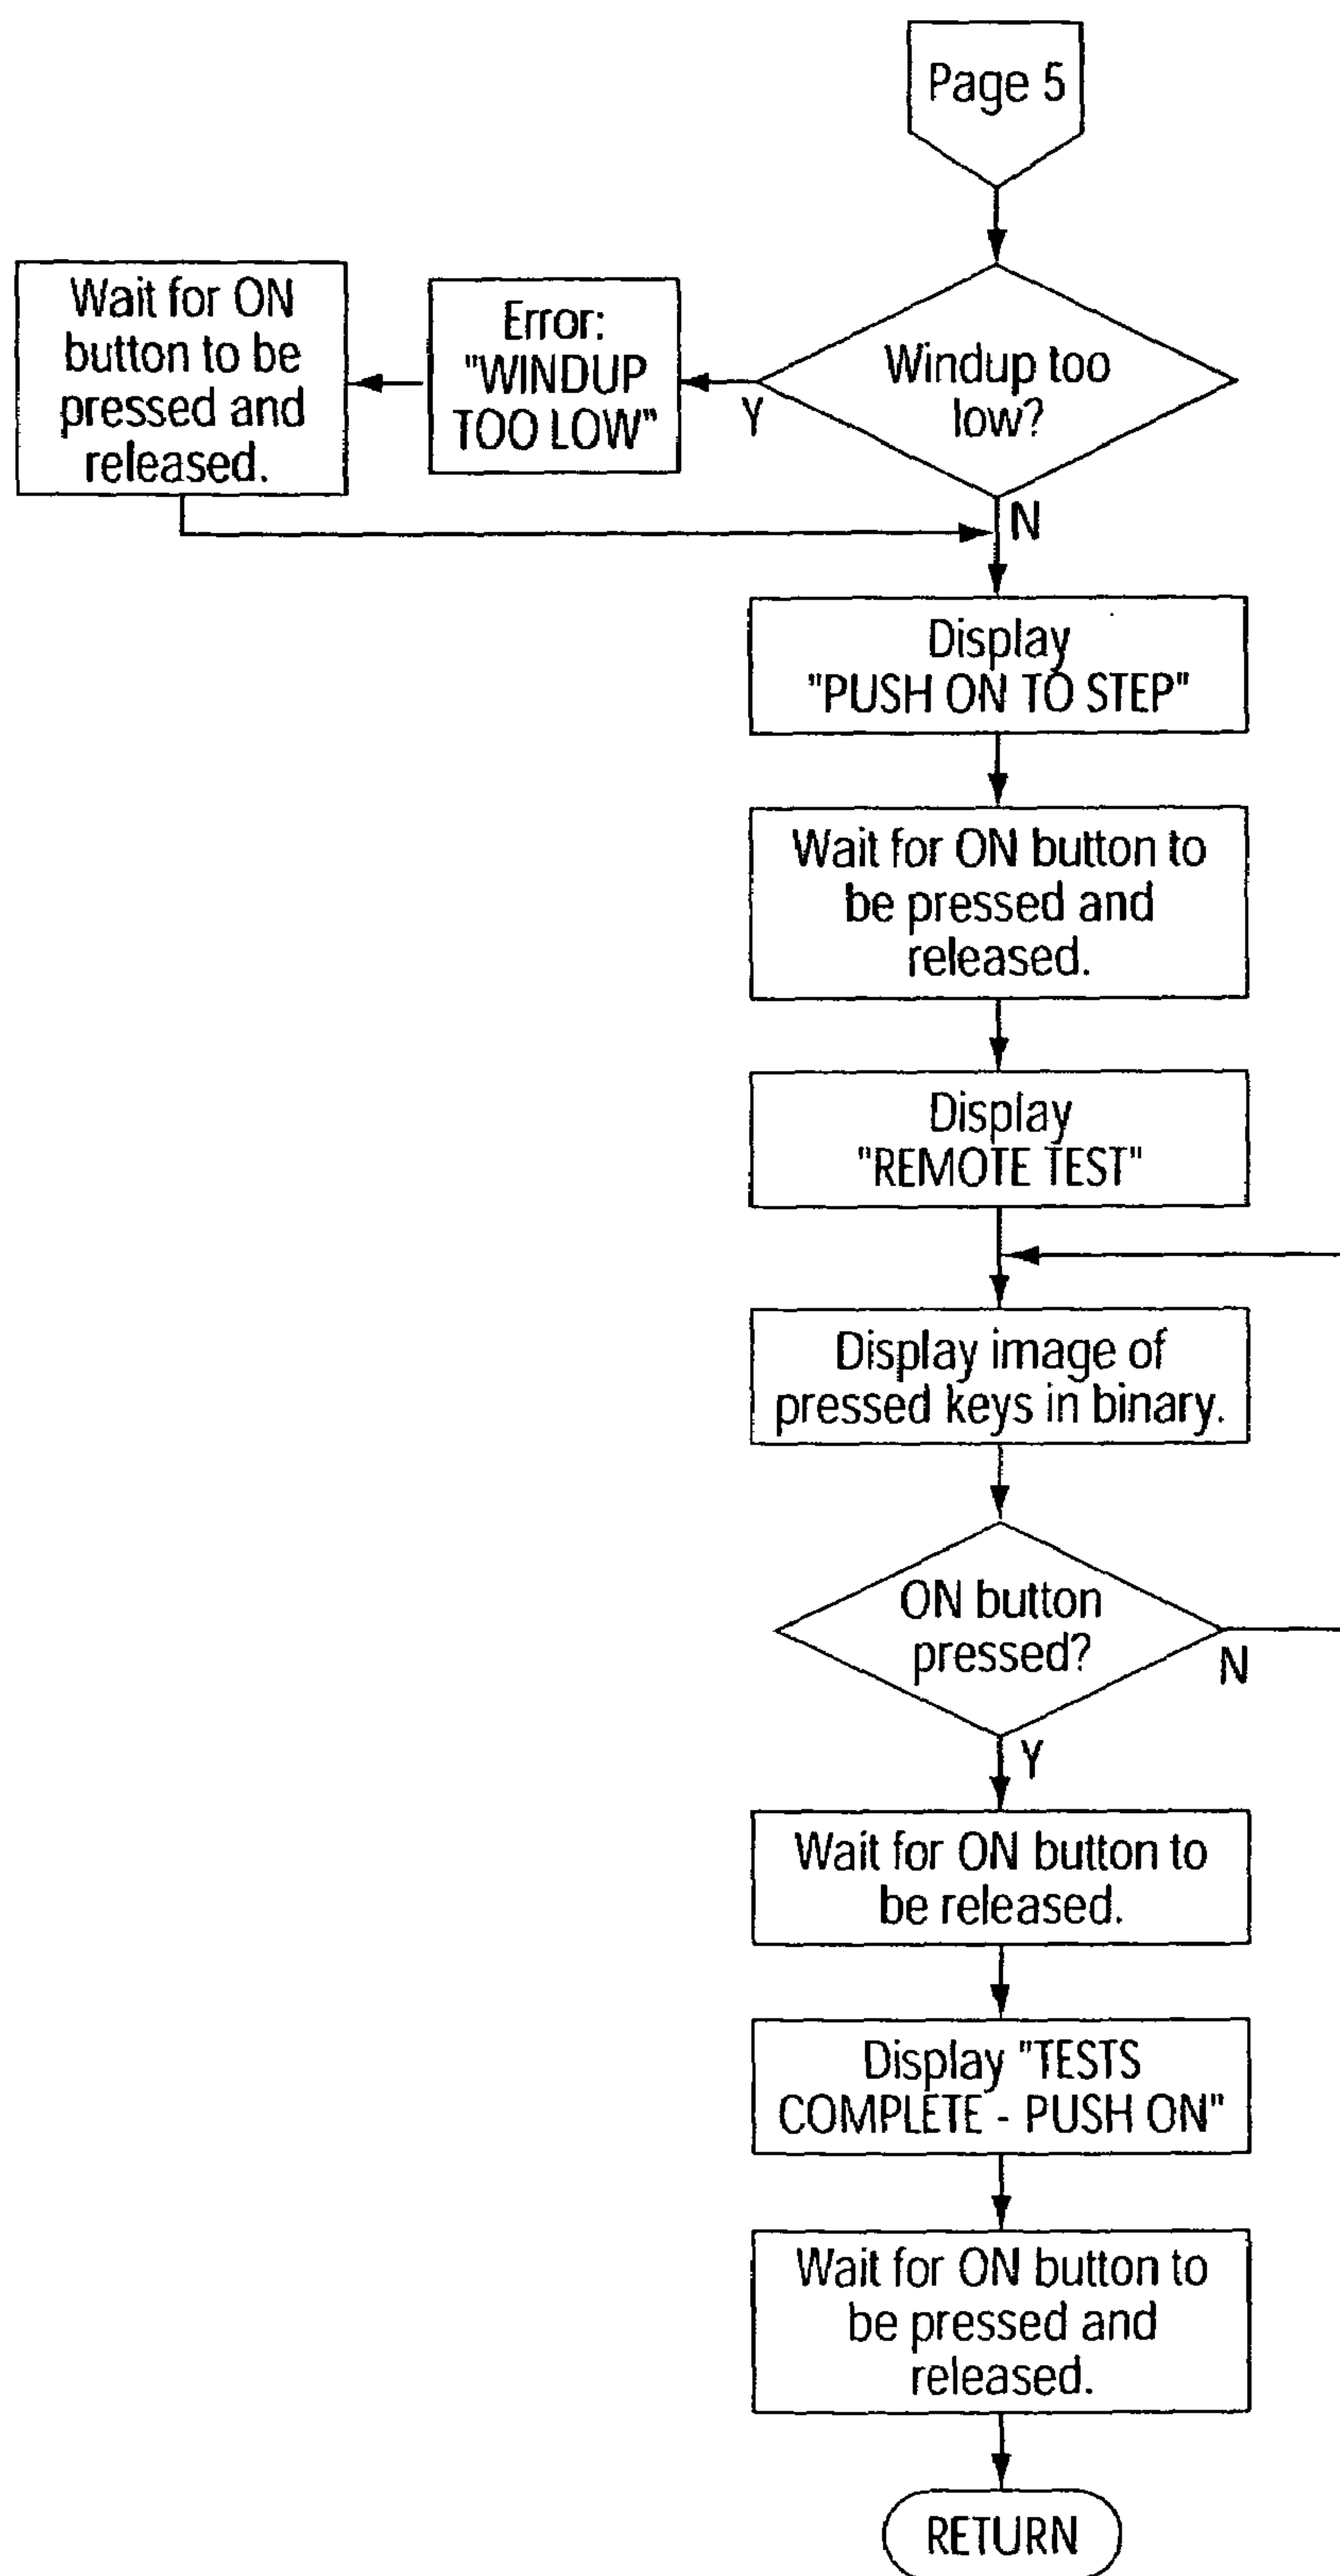 Page 5
Windup too
low?
Y
N
Error:
"WINDUP
TOO LOW"
Wait for ON
button to be
pressed and
released.
Display
"PUSH ON TO STEP"
Wait for ON button to
be pressed and
released.
Display
"REMOTE TEST"
Display image of
pressed keys in binary.
ON button
pressed?
N
Y
Wait for ON button to
be released.
Display "TESTS
COMPLETE - PUSH ON"
Wait for ON button to
be pressed and
released.
RETURN